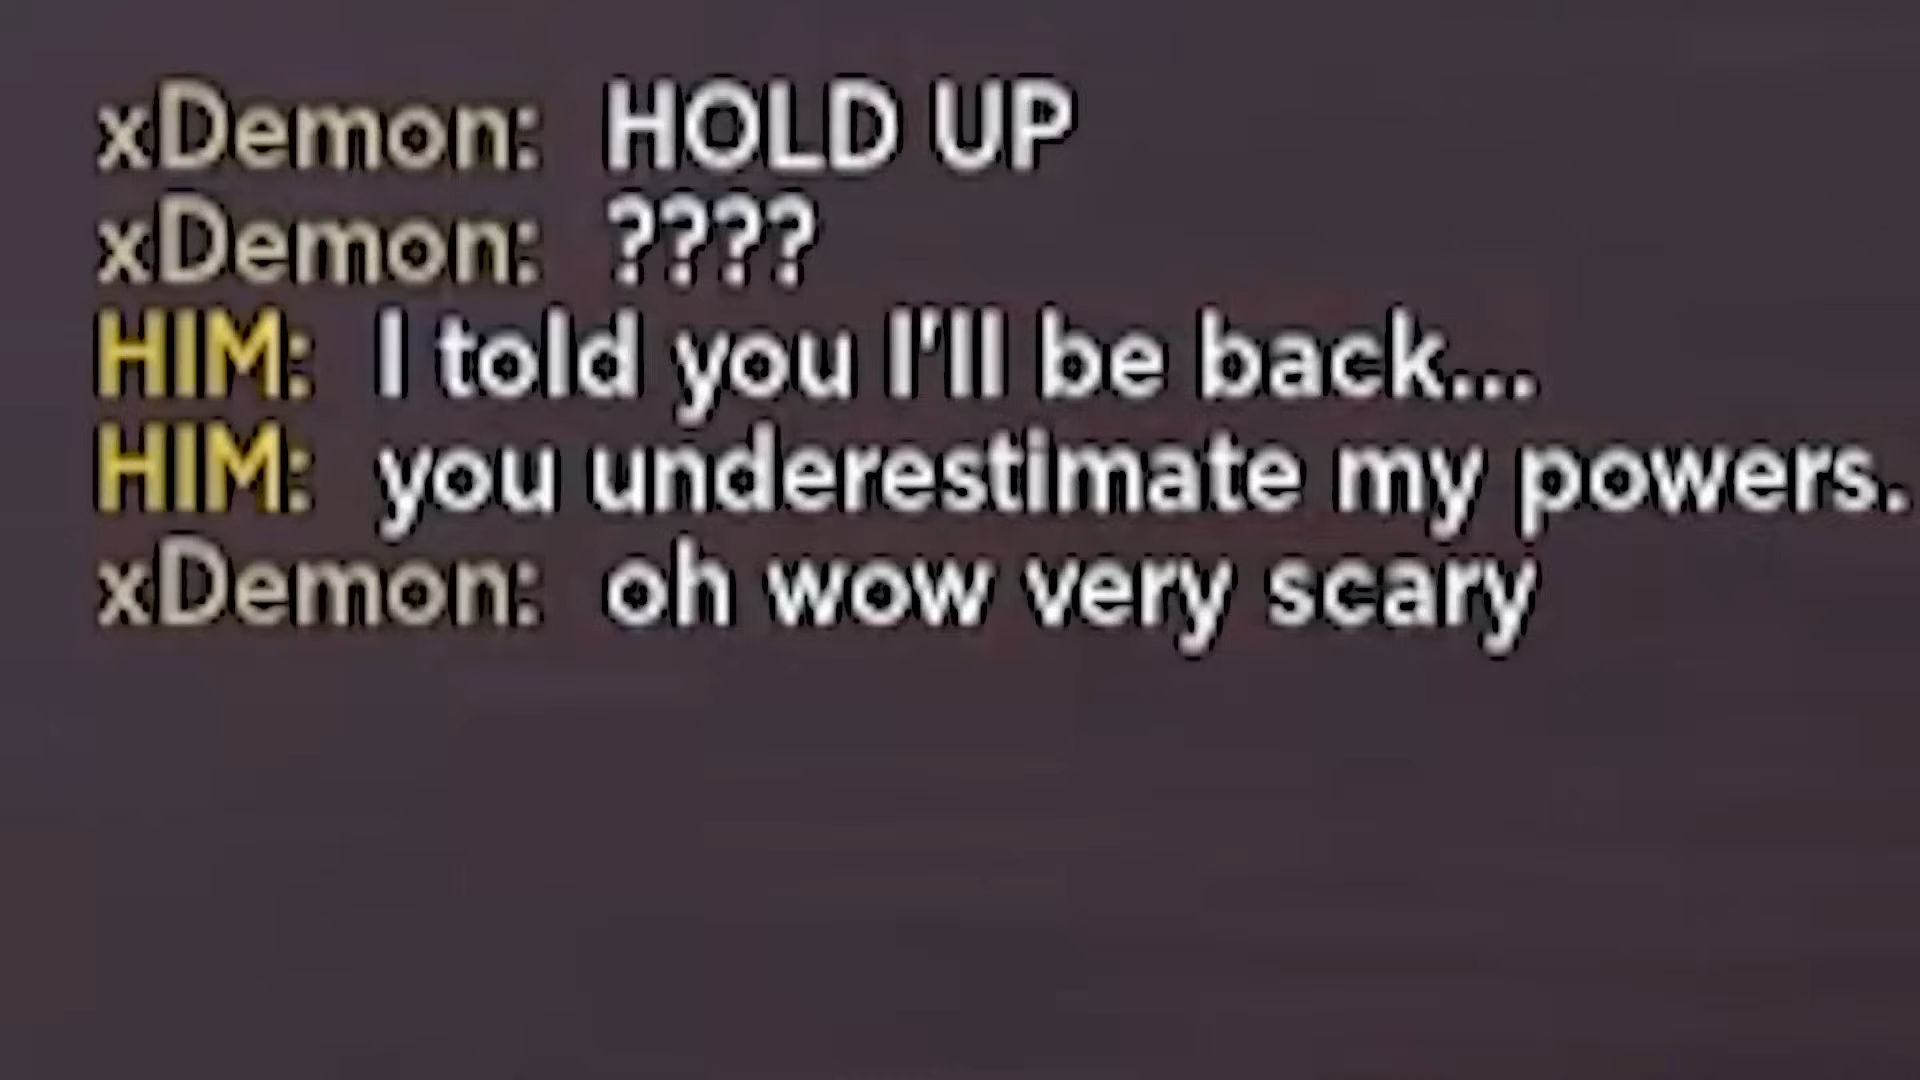 xDemon: HOLD UP
xDemon: ????
HIM: I told you I'll be back...
HIM: you underestimate my powers.
xDemon: oh wow very scary